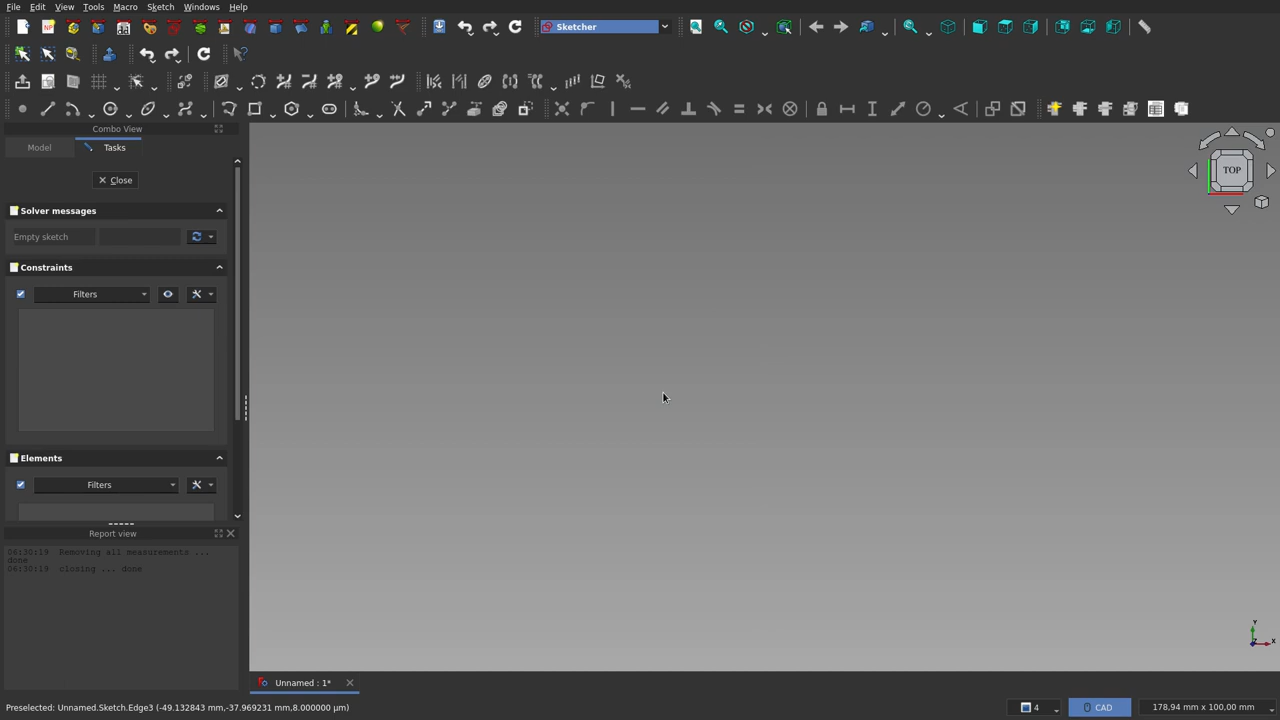 File Edit View Tools Macro Sketch Windows Help
Sketcher
Combo View
Model Tasks
Close
Solver messages
Empty sketch
Constraints
Filters
Elements
Filters
Report view
06:30:19 Removing all measurements ...
done
06:30:19 closing ... done
TOP
Y
Z X
Unnamed : 1*
Preselected: Unnamed.Sketch.Edge3 (-49.132843 mm,-37.969231 mm,8.000000 μm)
4 CAD 178,94 mm x 100,00 mm